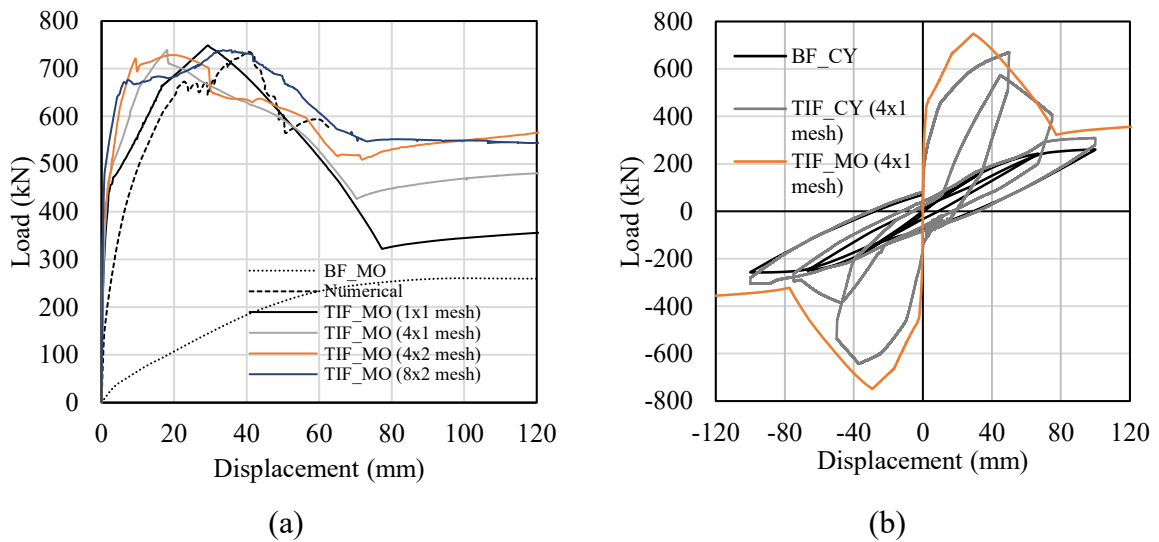 800
700
600
500
400
300
200
100
0
Load (kN)
BF_MO
Numerical
TIF_MO (1x1 mesh)
TIF_MO (4x1 mesh)
TIF_MO (4x2 mesh)
TIF_MO (8x2 mesh)
0 20 40 60 80 100 120
Displacement (mm)
(a)
800
600
400
200
0
-200
-400
-600
-800
Load (kN)
BF_CY
TIF_CY (4x1
mesh)
TIF_MO (4x1
mesh)
-120 -80 -40 0 40 80 120
Displacement (mm)
(b)